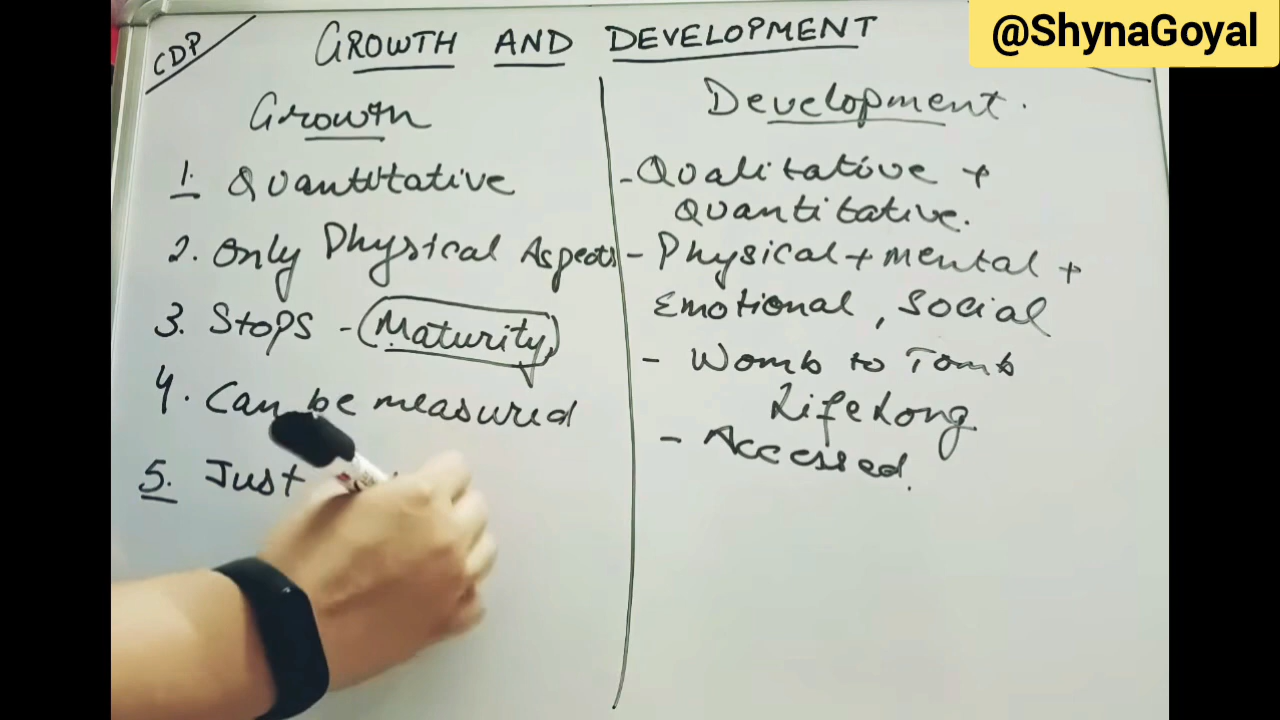 @ShynaGoyal
CDP
GROWTH AND DEVELOPMENT
Growth
1. Quantitative
2. Only Physical Aspects
3. Stops - Maturity
4. Can be measured
5. Just
Development.
- Qualitative +
Quantitative.
- Physical + mental +
Emotional, Social
- Womb to Tomb
LifeLong
- Accessed.